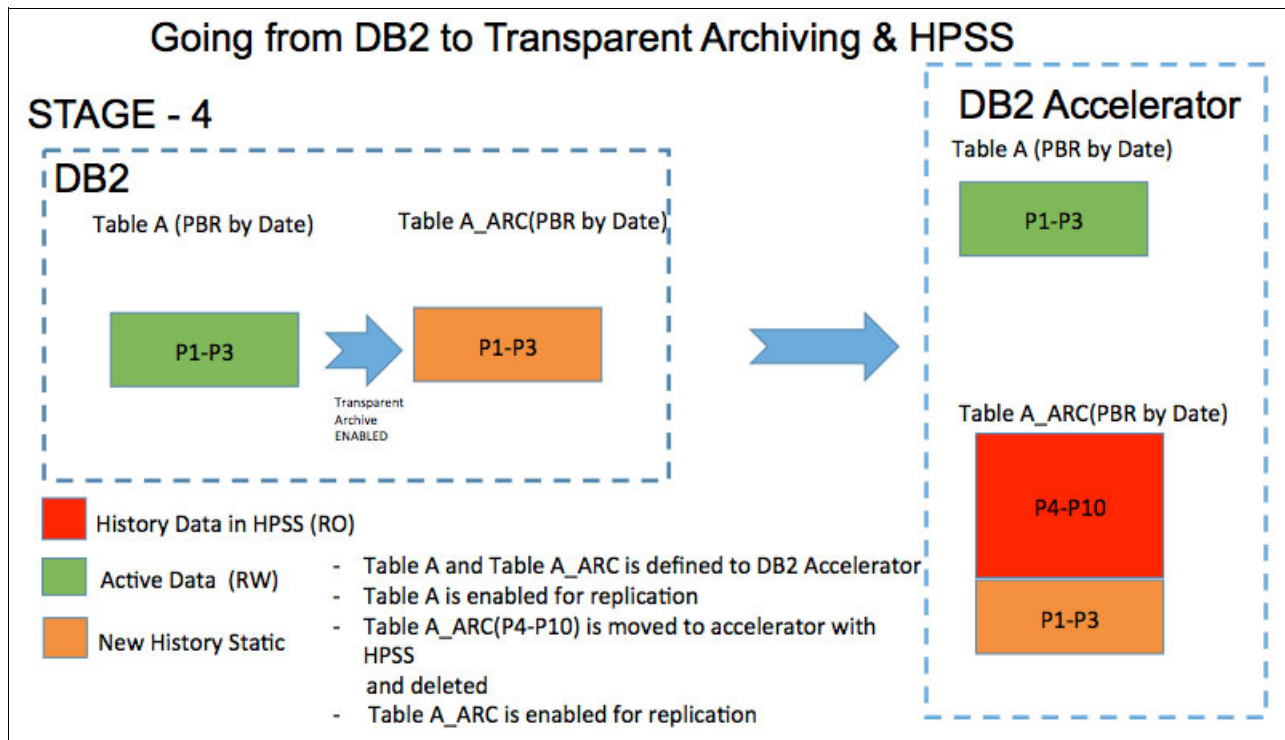 Going from DB2 to Transparent Archiving & HPSS
STAGE - 4
DB2
Table A (PBR by Date)
Table A_ARC(PBR by Date)
P1-P3
Transparent
Archive
ENABLED
P1-P3
DB2 Accelerator
Table A (PBR by Date)
P1-P3
Table A_ARC(PBR by Date)
P4-P10
P1-P3
History Data in HPSS (RO)
Active Data (RW)
New History Static
- Table A and Table A_ARC is defined to DB2 Accelerator
- Table A is enabled for replication
- Table A_ARC(P4-P10) is moved to accelerator with
HPSS
and deleted
- Table A_ARC is enabled for replication